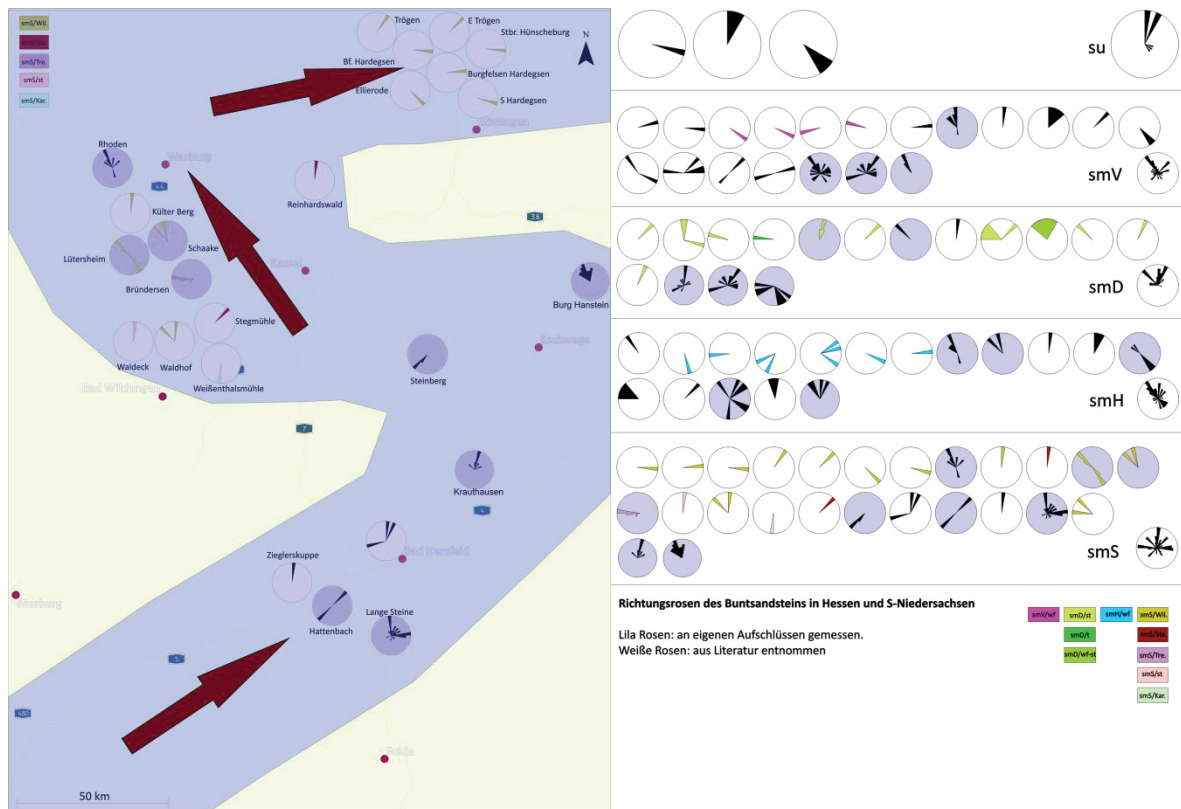 smS/Wil.
smS/Sta.
smS/Tre.
smS/st
smS/Kar.
Trögen
E Trögen
Stbr. Hünscheburg
N
Bf. Hardegsen
Burgfelsen Hardegsen
Ellierode
S Hardegsen
Göttingen
Rhoden
Warburg
44
Reinhardswald
Külter Berg
38
Schaake
Lütersheim
Kassel
Bründersen
Burg Hanstein
Stegmühle
Waldeck
Waldhof
Steinberg
Eschwege
Weißenthalsmühle
Bad Wildungen
7
Krauthausen
4
Zieglerskuppe
Bad Hersfeld
Marburg
Hattenbach
Lange Steine
5
480
Fulda
50 km
su
smV
smD
smH
smS
Richtungsrosen des Buntsandsteins in Hessen und S-Niedersachsen
Lila Rosen: an eigenen Aufschlüssen gemessen.
Weiße Rosen: aus Literatur entnommen
smV/wf
smD/st
smH/wf
smS/Wil.
smD/t
smS/Sta.
smD/wf-st
smS/Tre.
smS/st
smS/Kar.